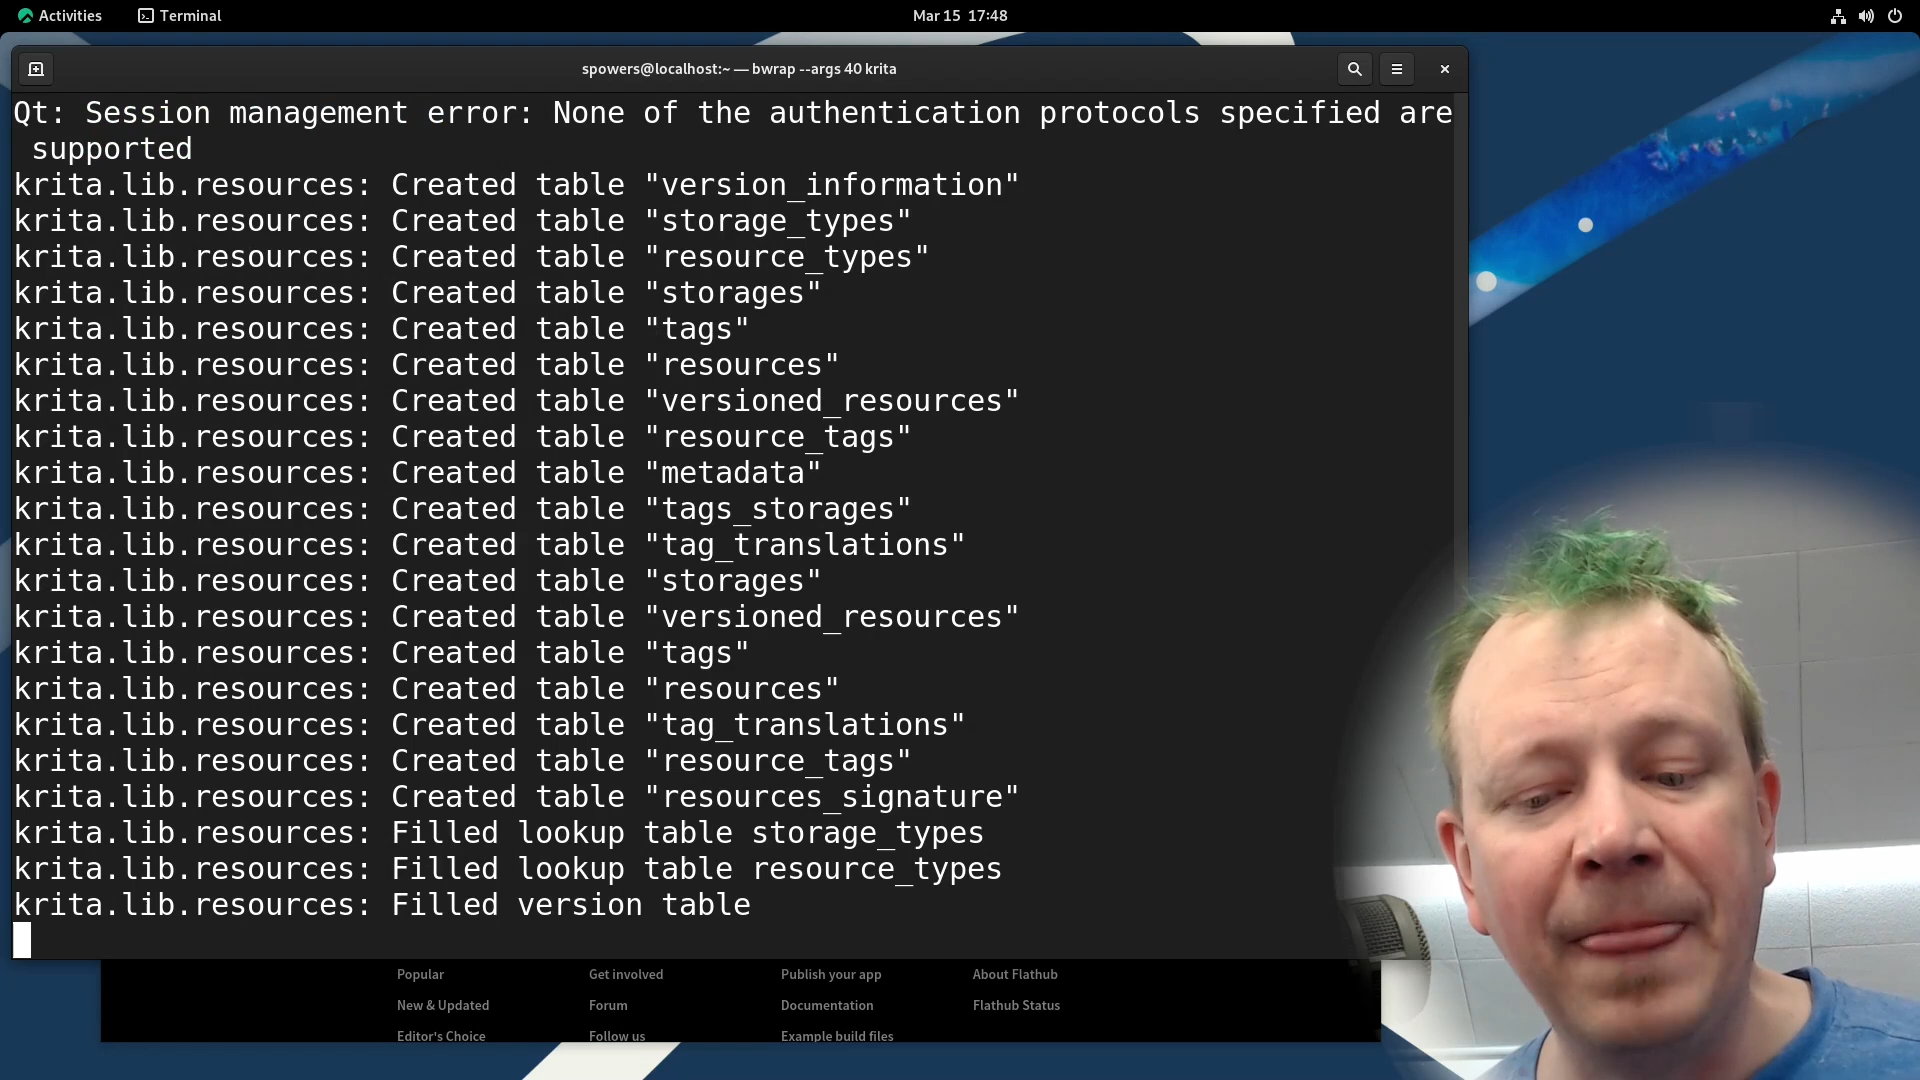 Activities
Terminal
Mar 15 17:48
spowers@localhost:~ — bwrap --args 40 krita
Qt: Session management error: None of the authentication protocols specified are
supported
krita.lib.resources: Created table "version_information"
krita.lib.resources: Created table "storage_types"
krita.lib.resources: Created table "resource_types"
krita.lib.resources: Created table "storages"
krita.lib.resources: Created table "tags"
krita.lib.resources: Created table "resources"
krita.lib.resources: Created table "versioned_resources"
krita.lib.resources: Created table "resource_tags"
krita.lib.resources: Created table "metadata"
krita.lib.resources: Created table "tags_storages"
krita.lib.resources: Created table "tag_translations"
krita.lib.resources: Created table "storages"
krita.lib.resources: Created table "versioned_resources"
krita.lib.resources: Created table "tags"
krita.lib.resources: Created table "resources"
krita.lib.resources: Created table "tag_translations"
krita.lib.resources: Created table "resource_tags"
krita.lib.resources: Created table "resources_signature"
krita.lib.resources: Filled lookup table storage_types
krita.lib.resources: Filled lookup table resource_types
krita.lib.resources: Filled version table
Popular
Get involved
Publish your app
About Flathub
New & Updated
Forum
Documentation
Flathub Status
Editor's Choice
Follow us
Example build files